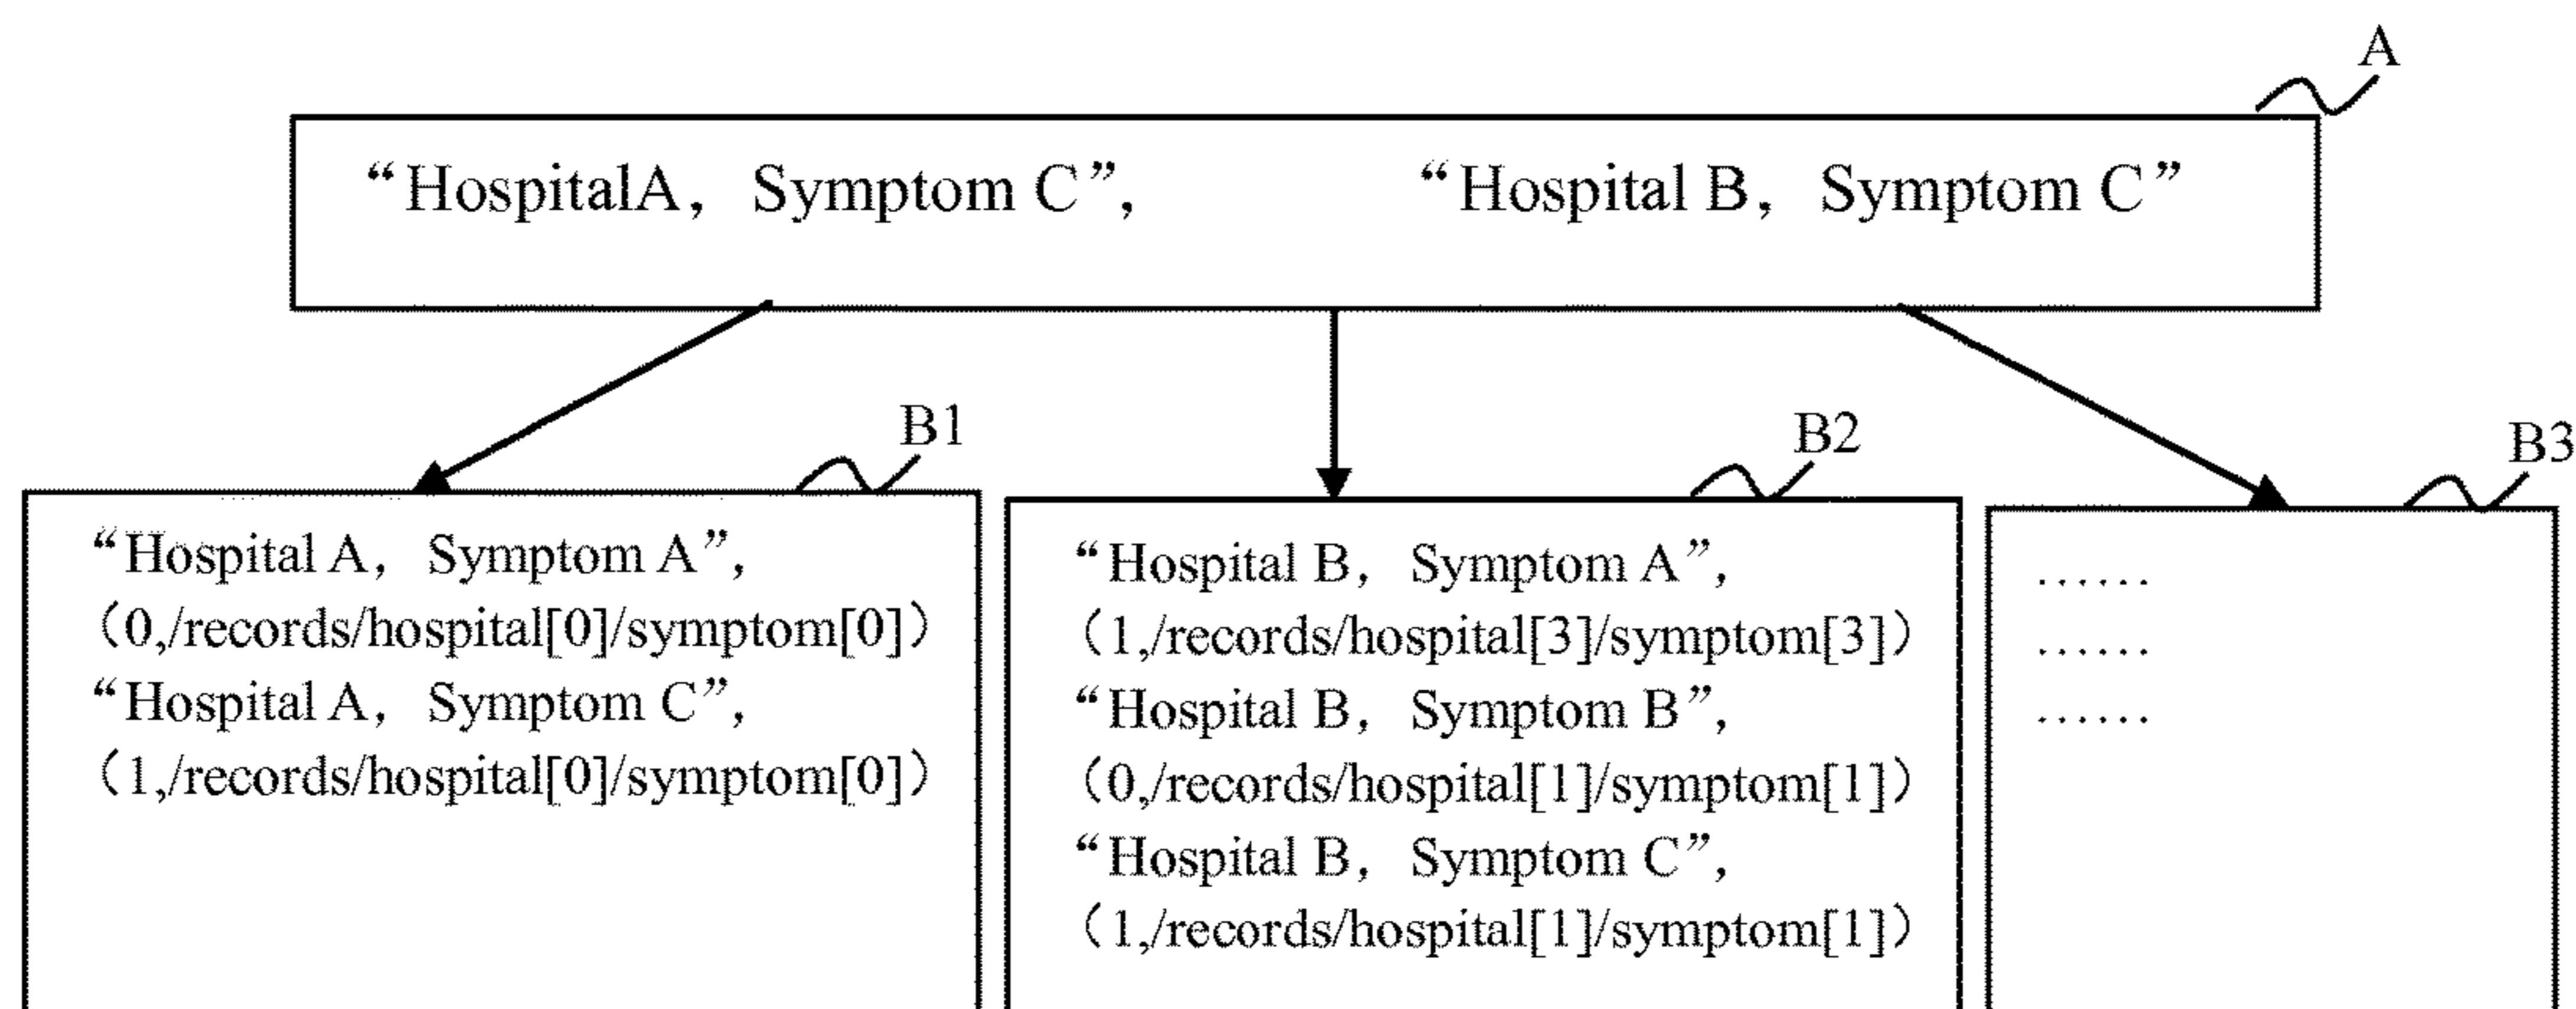 A
“HospitalA, Symptom C”, “Hospital B, Symptom C”
B1
B2
B3
“Hospital A, Symptom A”,
(0,/records/hospital[0]/symptom[0])
“Hospital A, Symptom C”,
(1,/records/hospital[0]/symptom[0])
“Hospital B, Symptom A”,
(1,/records/hospital[3]/symptom[3])
“Hospital B, Symptom B”,
(0,/records/hospital[1]/symptom[1])
“Hospital B, Symptom C”,
(1,/records/hospital[1]/symptom[1])
......
......
......